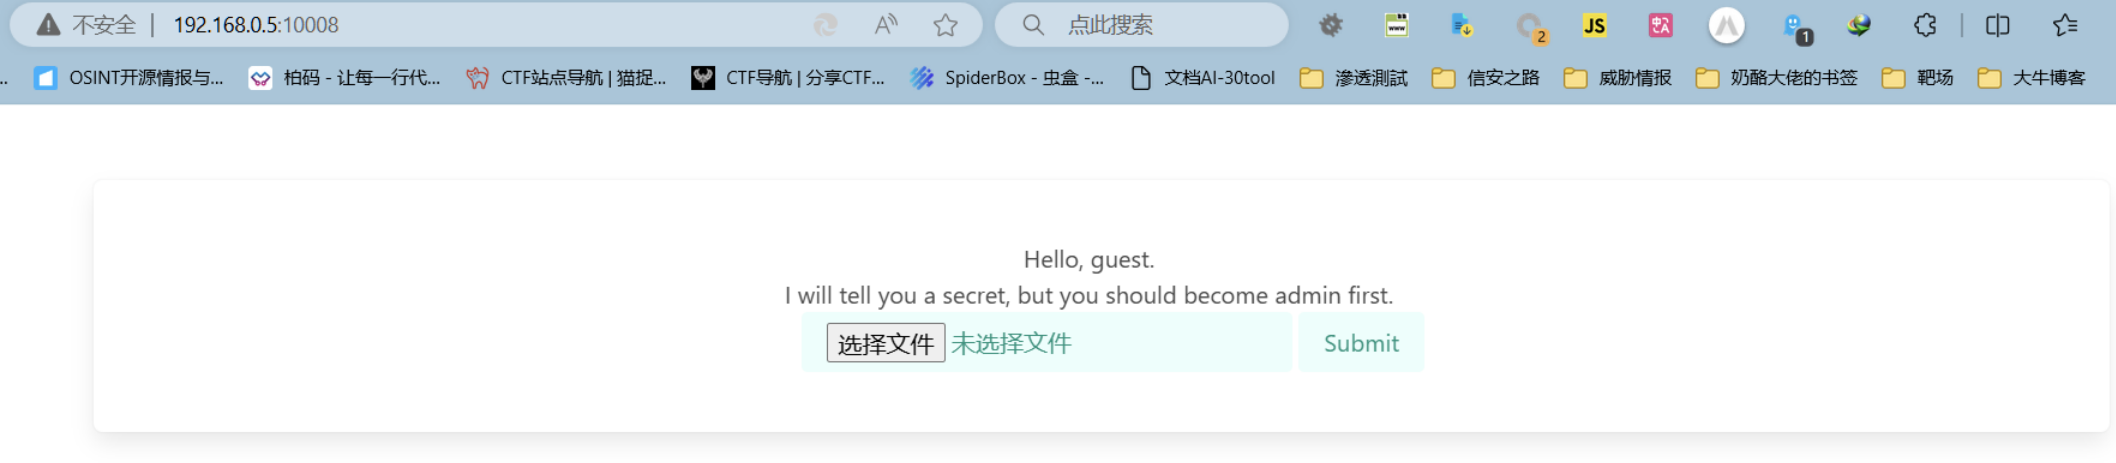 不安全 | 192.168.0.5:10008 A 点此搜索 www 2 JS 中 1
.. OSINT开源情报与... 柏码 - 让每一行代... CTF站点导航 | 猫捉... CTF导航 | 分享CTF... SpiderBox - 虫盒 -... 文档AI-30tool 渗透測試 信安之路 威胁情报 奶酪大佬的书签 靶场 大牛博客
Hello, guest.
I will tell you a secret, but you should become admin first.
选择文件 未选择文件 Submit